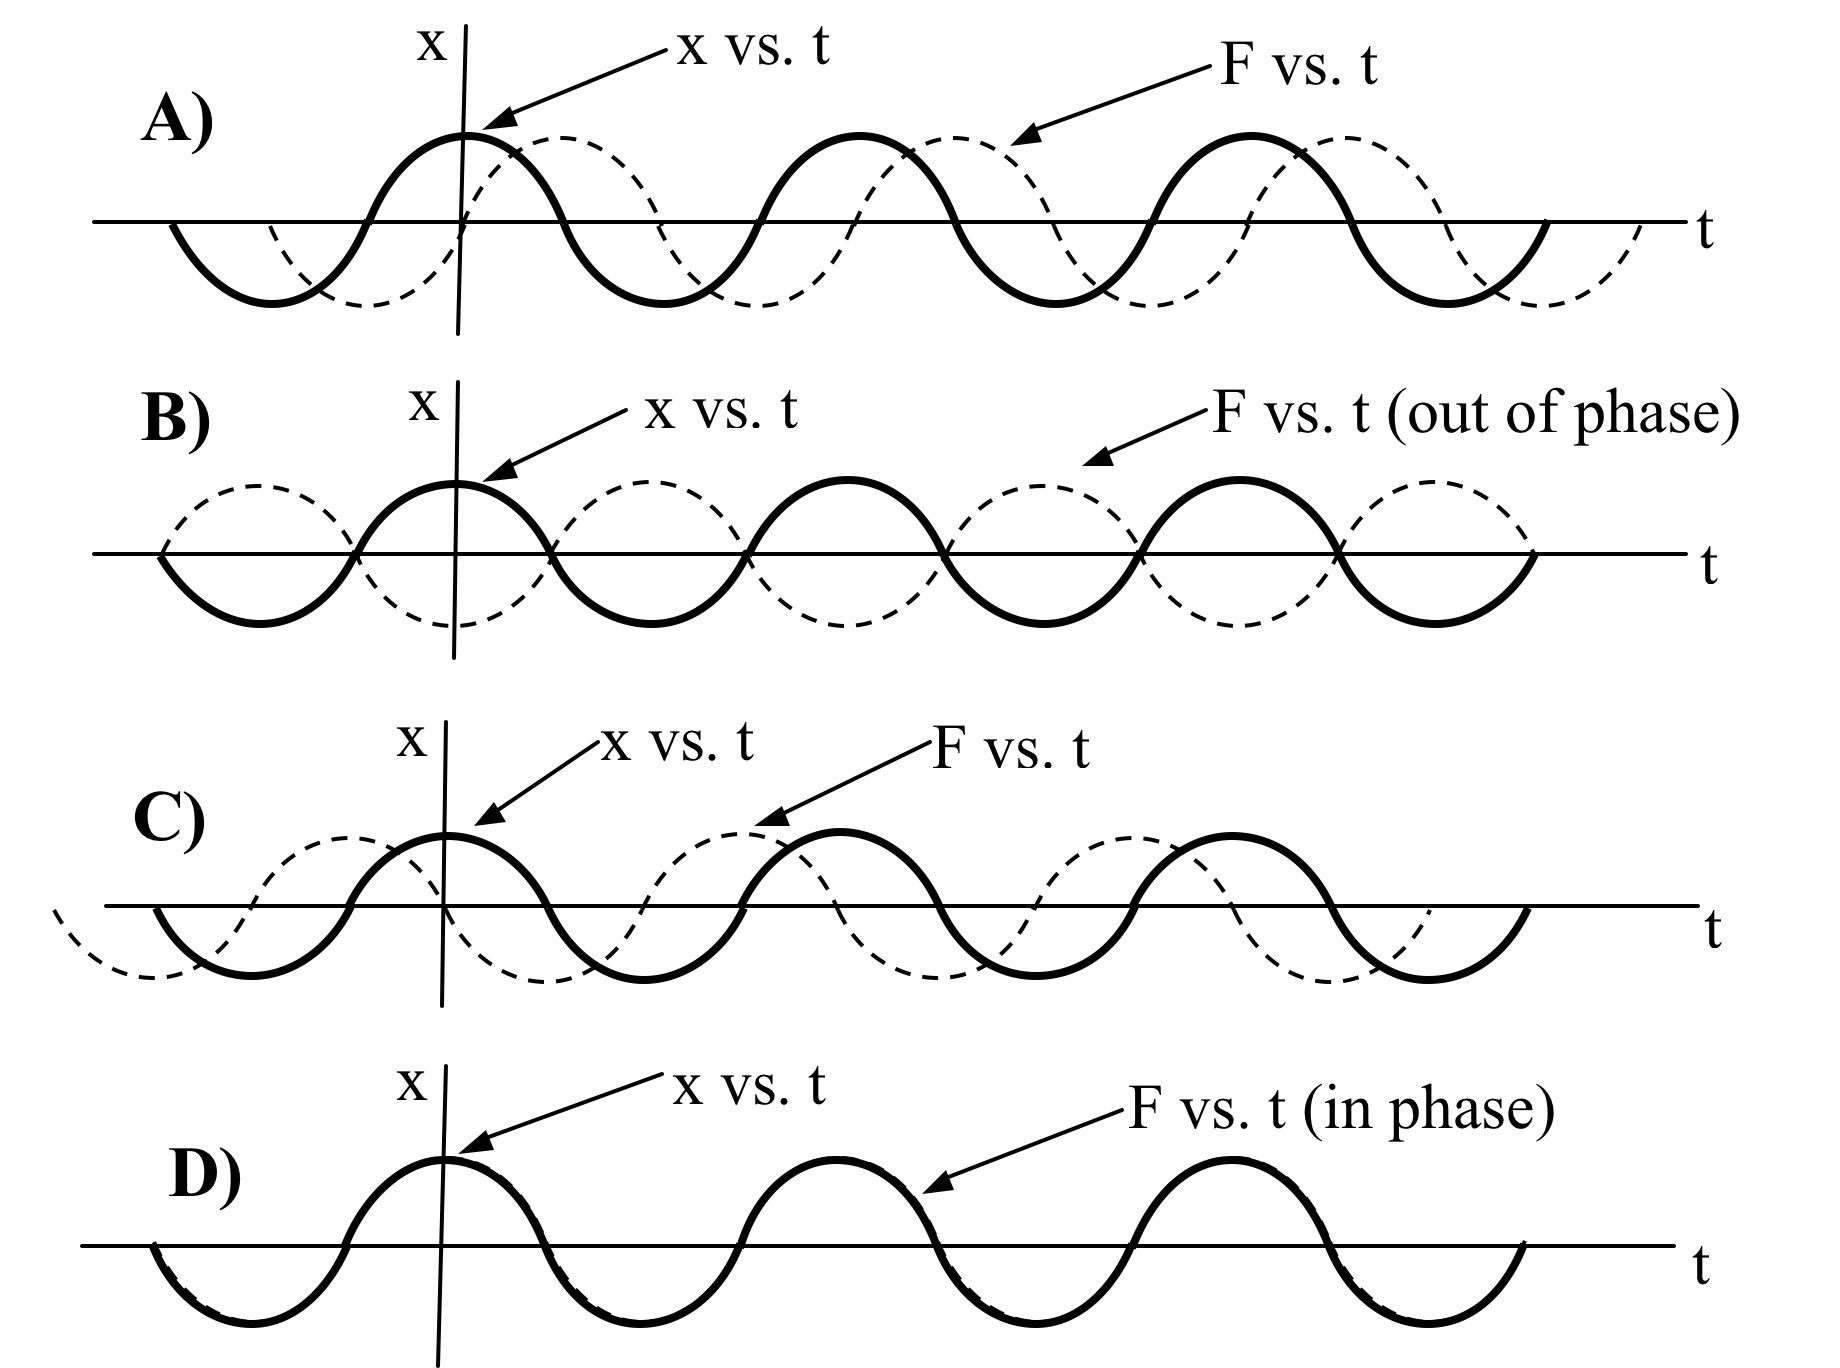 x
x vs. t
F vs. t
A)
t
x
x vs. t
F vs. t (out of phase)
B)
t
x
x vs. t
F vs. t
C)
t
x
x vs. t
F vs. t (in phase)
D)
t